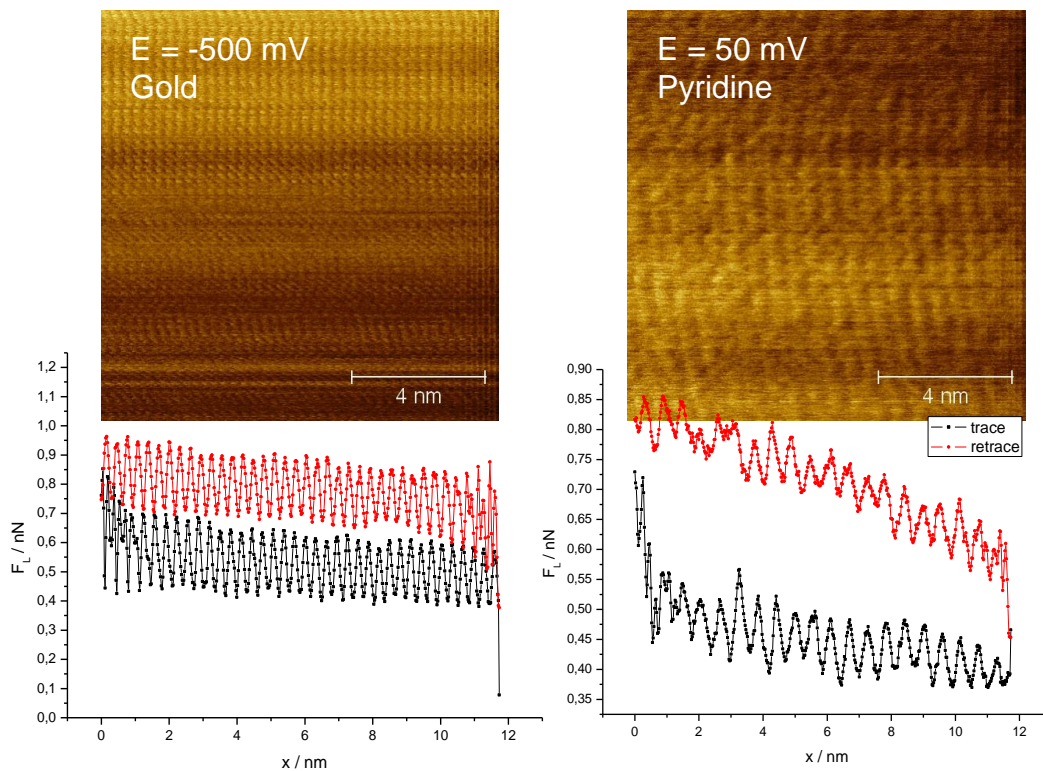 E = -500 mV
Gold
4 nm
1,2
1,1
1,0
0,9
0,8
0,7
0,6
0,5
0,4
0,3
0,2
0,1
0,0
F_L / nN
0 2 4 6 8 10 12
x / nm
E = 50 mV
Pyridine
4 nm
0,90
0,85
0,80
0,75
0,70
0,65
0,60
0,55
0,50
0,45
0,40
0,35
F_L / nN
trace
retrace
0 2 4 6 8 10 12
x / nm